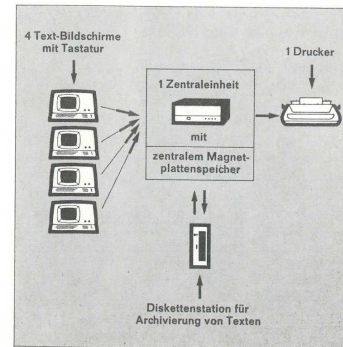 4 Text-Bildschirme
mit Tastatur
1 Drucker
1 Zentraleinheit
mit
zentralem Magnet-
plattenspeicher
Diskettenstation für
Archivierung von Texten